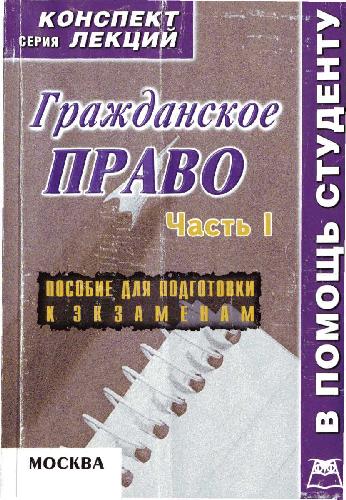 КОНСПЕКТ
СЕРИЯ ЛЕКЦИЙ
Гражданское
ПРАВО
Часть I
ПОСОБИЕ ДЛЯ ПОДГОТОВКИ
К ЭКЗАМЕНАМ
МОСКВА
В ПОМОЩЬ СТУДЕНТУ